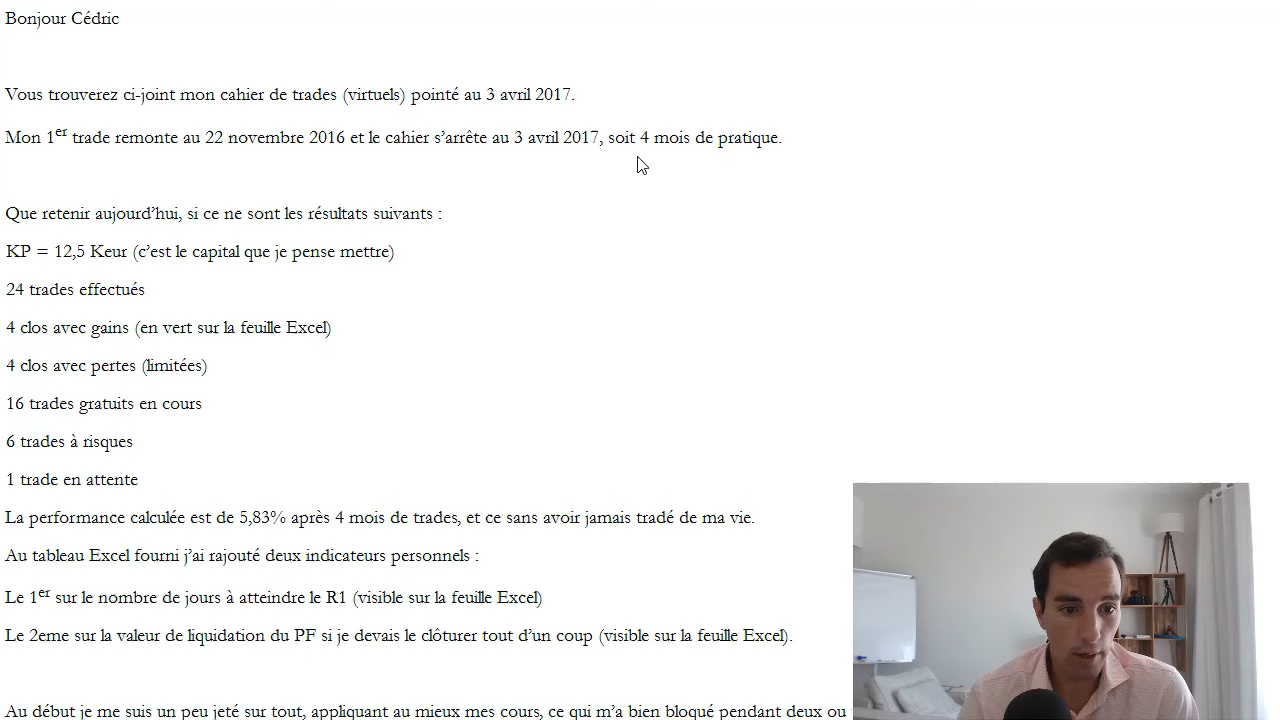 Bonjour Cédric
Vous trouverez ci-joint mon cahier de trades (virtuels) pointé au 3 avril 2017.
Mon 1er trade remonte au 22 novembre 2016 et le cahier s'arrête au 3 avril 2017, soit 4 mois de pratique.
Que retenir aujourd'hui, si ce ne sont les résultats suivants :
KP = 12,5 Keur (c'est le capital que je pense mettre)
24 trades effectués
4 clos avec gains (en vert sur la feuille Excel)
4 clos avec pertes (limitées)
16 trades gratuits en cours
6 trades à risques
1 trade en attente
La performance calculée est de 5,83% après 4 mois de trades, et ce sans avoir jamais tradé de ma vie.
Au tableau Excel fourni j'ai rajouté deux indicateurs personnels :
Le 1er sur le nombre de jours à atteindre le R1 (visible sur la feuille Excel)
Le 2eme sur la valeur de liquidation du PF si je devais le clôturer tout d'un coup (visible sur la feuille Excel).
Au début je me suis un peu jeté sur tout, appliquant au mieux mes cours, ce qui m'a bien bloqué pendant deux ou